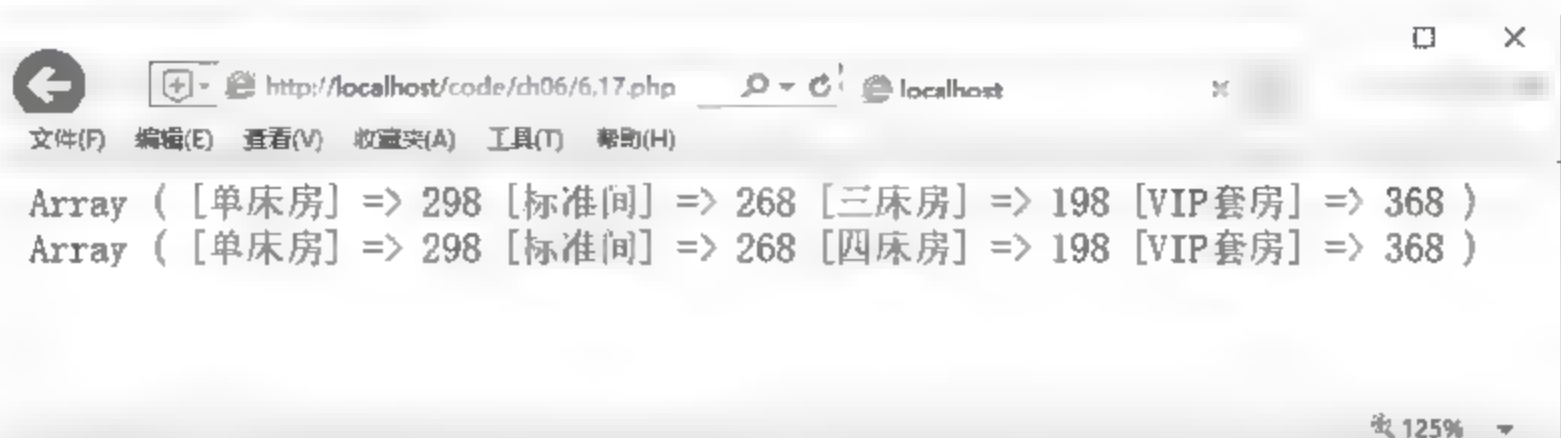 http://localhost/code/ch06/6.17.php localhost
文件(F) 编辑(E) 查看(V) 收藏夹(A) 工具(T) 帮助(H)
Array ( [单床房] => 298 [标准间] => 268 [三床房] => 198 [VIP套房] => 368 )
Array ( [单床房] => 298 [标准间] => 268 [四床房] => 198 [VIP套房] => 368 )
125%